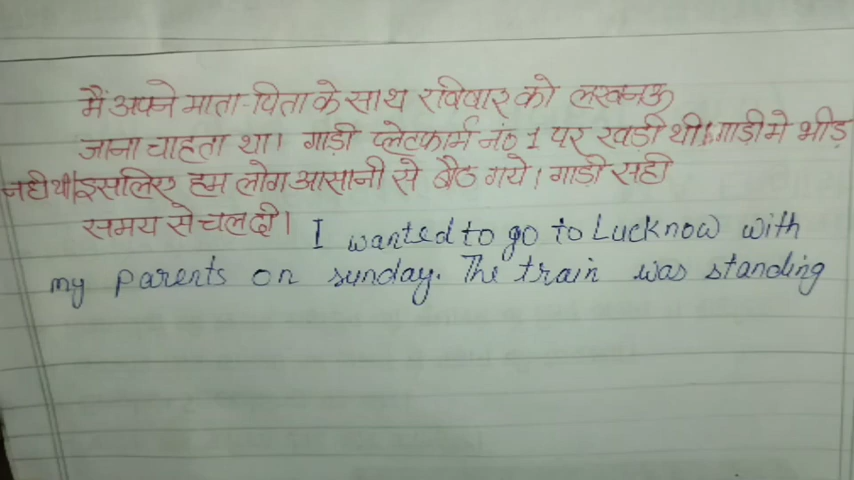 मैं अपने माता-पिता के साथ रविवार को लखनऊ
जाना चाहता था। गाड़ी प्लेटफार्म नं० 1 पर खड़ी थी। गाड़ी मे भीड़
नही थी। इसलिए हम लोग आसानी से बैठ गये। गाड़ी सही
समय से चल दी। I wanted to go to Lucknow with
my parents on sunday. The train was standing